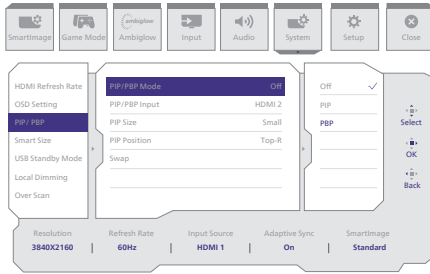 ambiglow
SmartImage
Game Mode
Ambiglow
Input
Audio
System
Setup
Close
HDMI Refresh Rate
OSD Setting
PIP/ PBP
Smart Size
USB Standby Mode
Local Dimming
Over Scan
PIP/PBP Mode Off
PIP/PBP Input HDMI 2
PIP Size Small
PIP Position Top-R
Swap
Off
PIP
PBP
Select
OK
Back
Resolution Refresh Rate Input Source Adaptive Sync SmartImage
3840X2160 | 60Hz | HDMI 1 | On | Standard